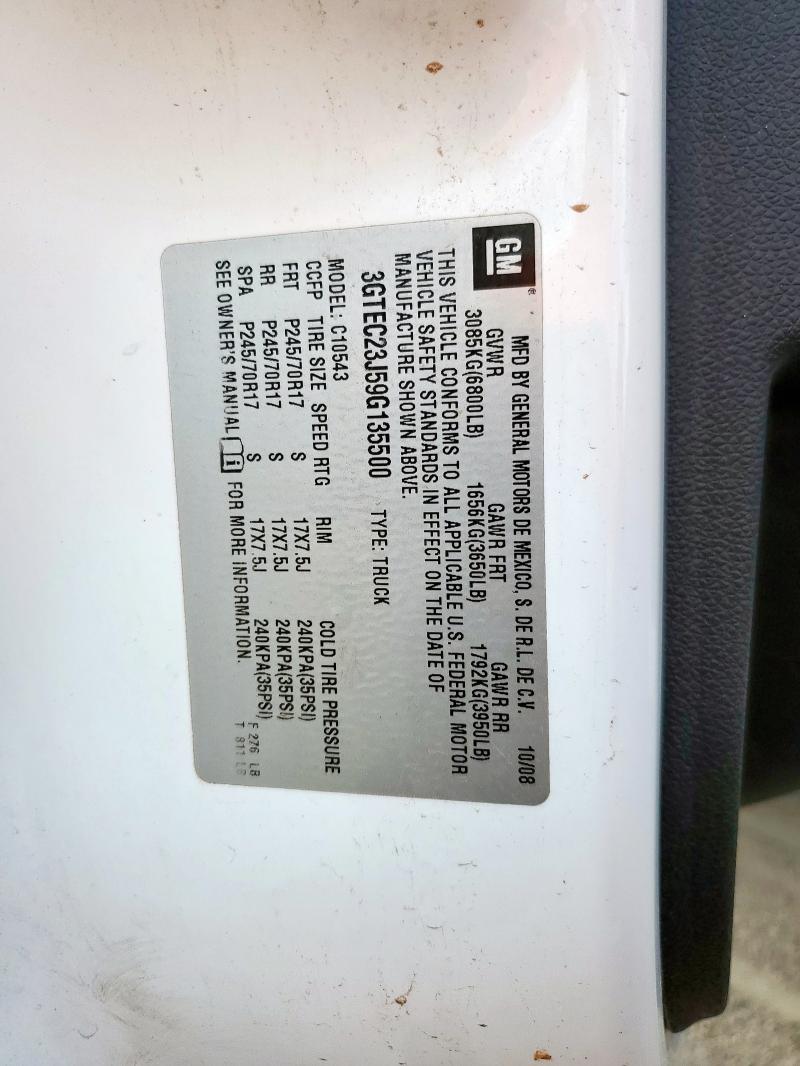 GM®
MFD BY GENERAL MOTORS DE MEXICO, S. DE R.L. DE C.V. 10/08
GVWR GAWR FRT GAWR RR
3085KG(6800LB) 1656KG(3650LB) 1792KG(3950LB)
THIS VEHICLE CONFORMS TO ALL APPLICABLE U.S. FEDERAL MOTOR
VEHICLE SAFETY STANDARDS IN EFFECT ON THE DATE OF
MANUFACTURE SHOWN ABOVE.
3GTEC23J59G135500 TYPE: TRUCK
MODEL: C10543
CCFP TIRE SIZE SPEED RTG RIM COLD TIRE PRESSURE
FRT P245/70R17 S 17X7.5J 240KPA(35PSI)
RR P245/70R17 S 17X7.5J 240KPA(35PSI)
SPA P245/70R17 S 17X7.5J 240KPA(35PSI)
SEE OWNER'S MANUAL FOR MORE INFORMATION.
F 276 LB
T 811 LB